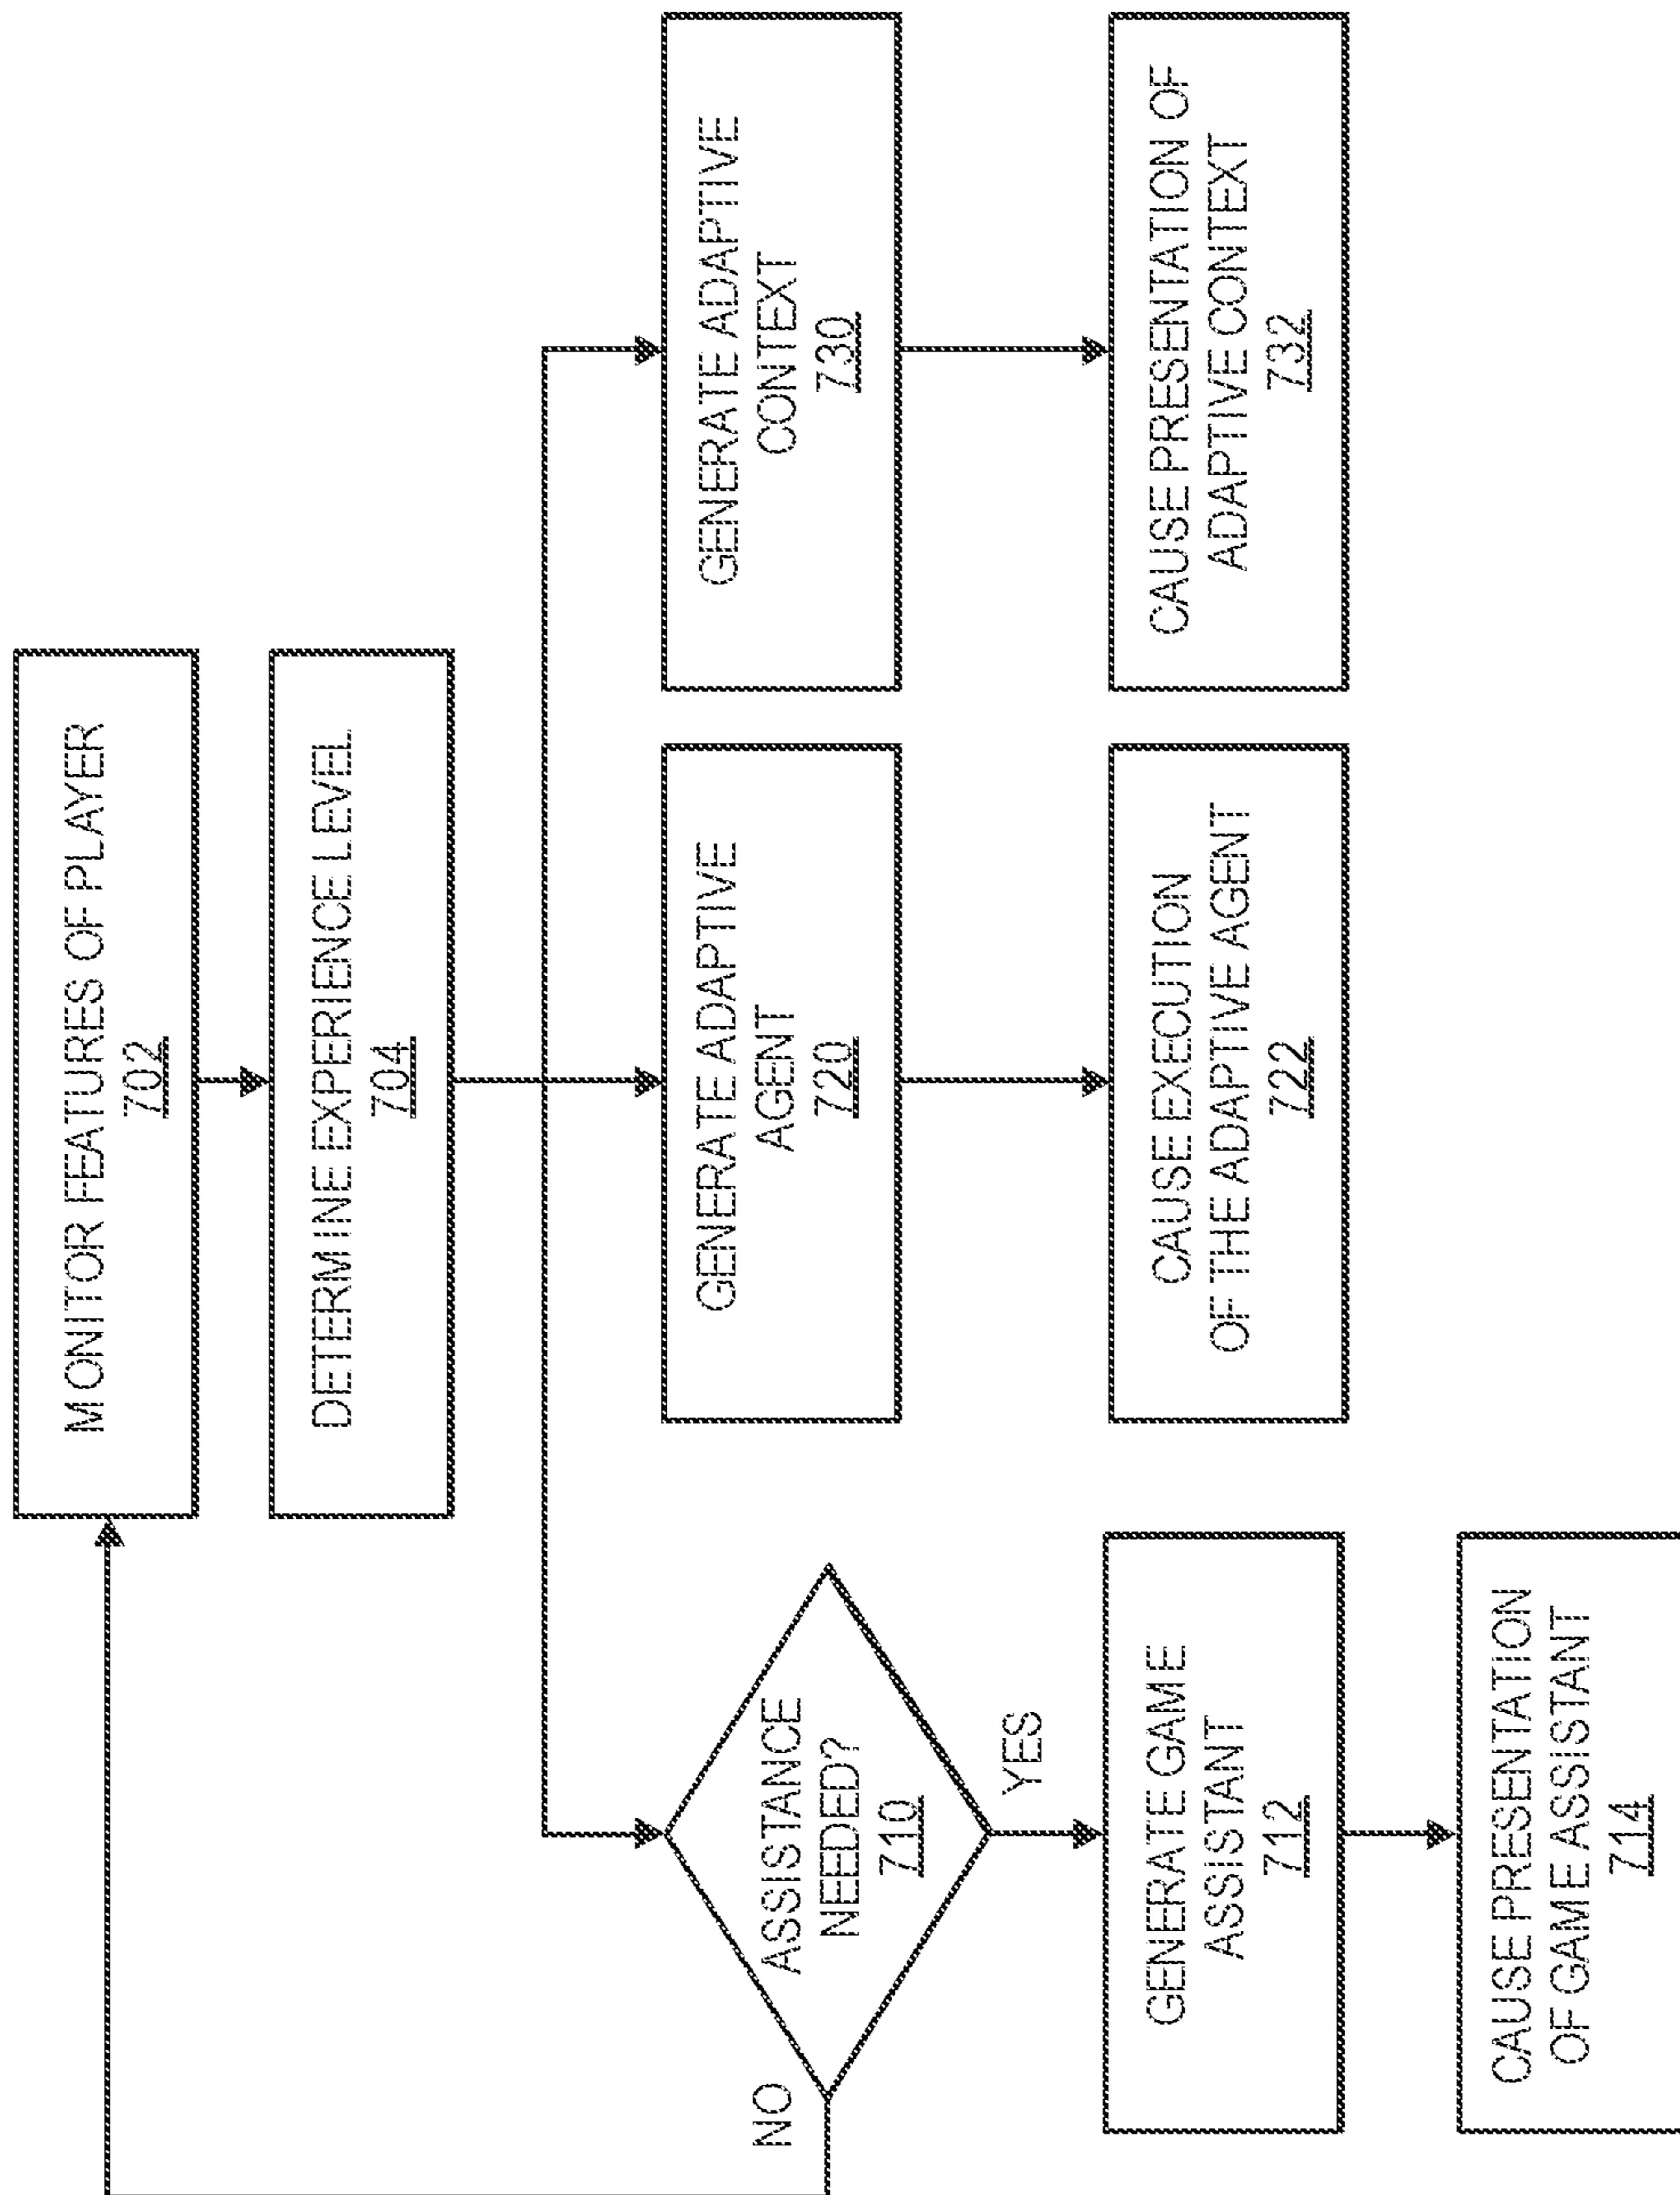 MONITOR FEATURES OF PLAYER
702
DETERMINE EXPERIENCE LEVEL
704
ASSISTANCE
NEEDED?
710
NO
YES
GENERATE GAME
ASSISTANT
712
CAUSE PRESENTATION
OF GAME ASSISTANT
714
GENERATE ADAPTIVE
AGENT
720
CAUSE EXECUTION
OF THE ADAPTIVE AGENT
722
GENERATE ADAPTIVE
CONTEXT
730
CAUSE PRESENTATION OF
ADAPTIVE CONTEXT
732